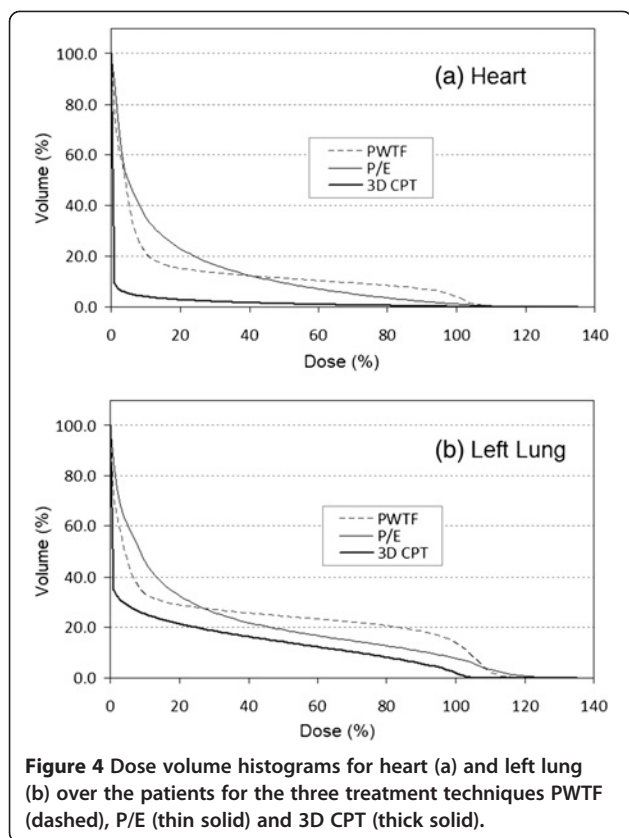 (a) Heart
Volume (%)
100.0
80.0
60.0
40.0
20.0
0.0
PWTF
P/E
3D CPT
0 20 40 60 80 100 120 140
Dose (%)
(b) Left Lung
Volume (%)
100.0
80.0
60.0
40.0
20.0
0.0
PWTF
P/E
3D CPT
0 20 40 60 80 100 120 140
Dose (%)
Figure 4 Dose volume histograms for heart (a) and left lung
(b) over the patients for the three treatment techniques PWTF
(dashed), P/E (thin solid) and 3D CPT (thick solid).